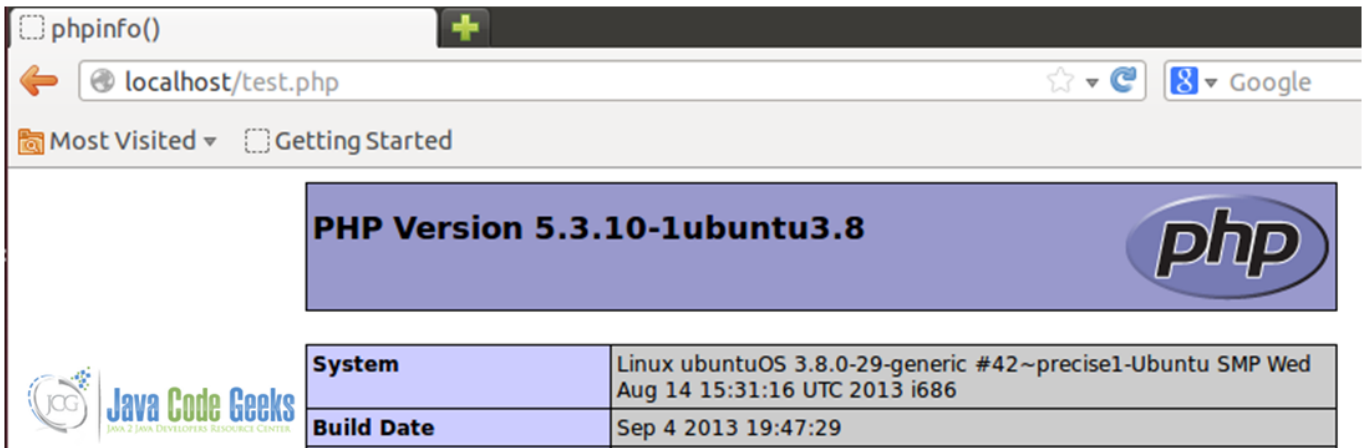 phpinfo()
localhost/test.php
8 Google
Most Visited Getting Started
PHP Version 5.3.10-1ubuntu3.8
php
System Linux ubuntuOS 3.8.0-29-generic #42~precise1-Ubuntu SMP Wed
Aug 14 15:31:16 UTC 2013 i686
Build Date Sep 4 2013 19:47:29
JCG Java Code Geeks
JAVA 2 JAVA DEVELOPERS RESOURCE CENTER